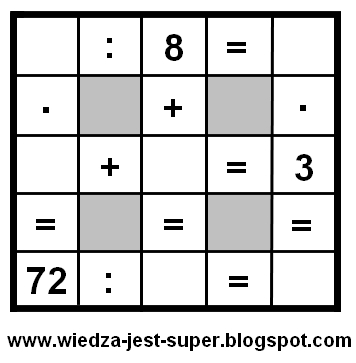 : 8 =
· + ·
+ = 3
= = =
72 : =
www.wiedza-jest-super.blogspot.com